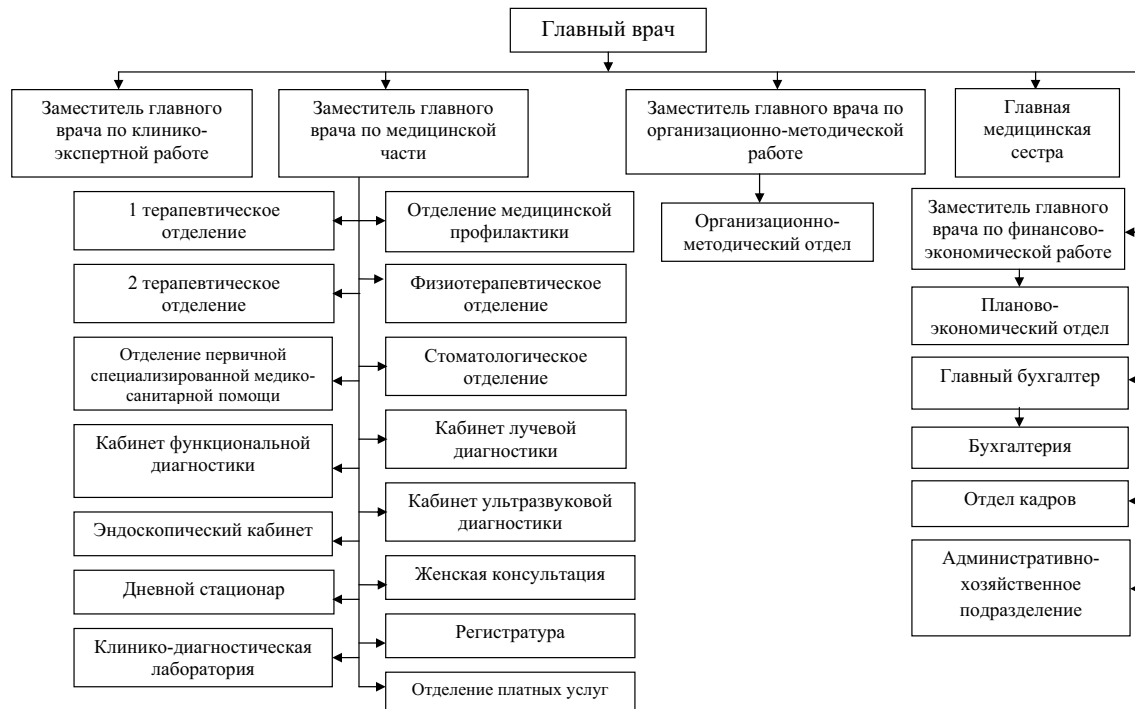 Главный врач
Заместитель главного
врача по клинико-
экспертной работе
Заместитель главного
врача по медицинской
части
Заместитель главного врача по
организационно-методической
работе
Главная
медицинская
сестра
1 терапевтическое
отделение
Отделение медицинской
профилактики
2 терапевтическое
отделение
Физиотерапевтическое
отделение
Отделение первичной
специализированной медико-
санитарной помощи
Стоматологическое
отделение
Кабинет функциональной
диагностики
Кабинет лучевой
диагностики
Эндоскопический кабинет
Кабинет ультразвуковой
диагностики
Дневной стационар
Женская консультация
Клинико-диагностическая
лаборатория
Регистратура
Отделение платных услуг
Организационно-
методический отдел
Заместитель главного
врача по финансово-
экономической работе
Планово-
экономический отдел
Главный бухгалтер
Бухгалтерия
Отдел кадров
Административно-
хозяйственное
подразделение